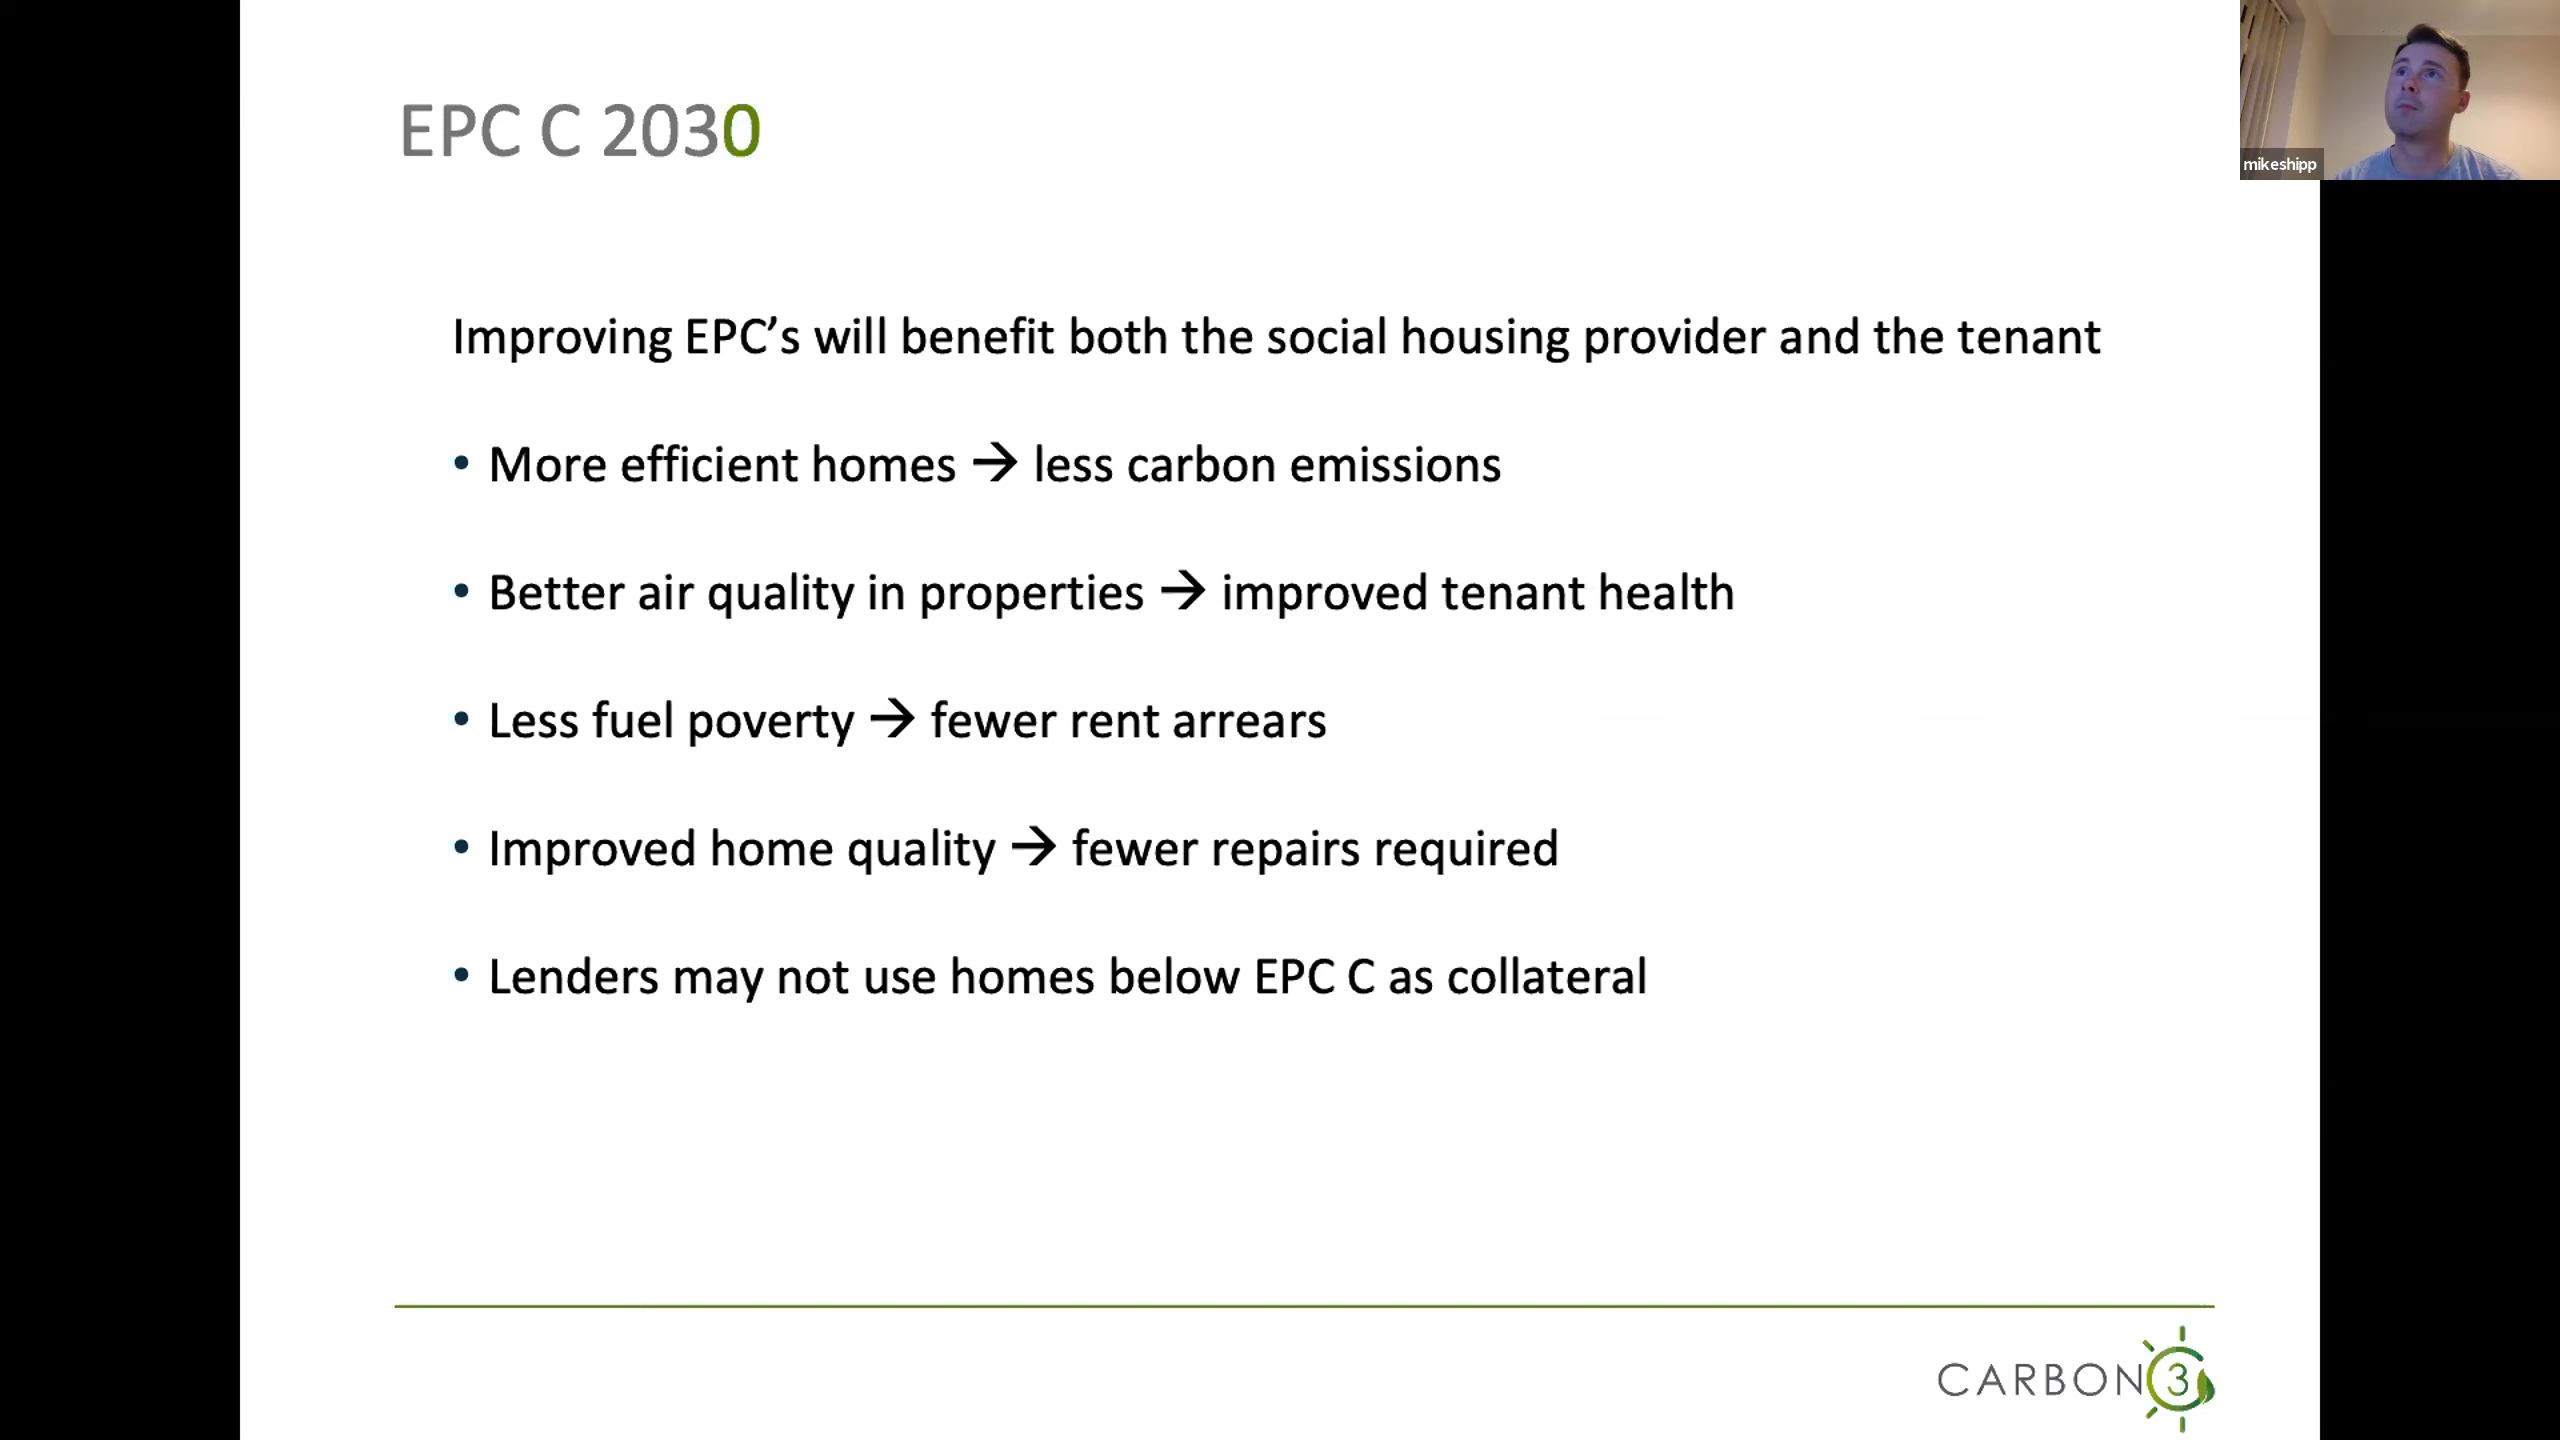 EPC C 2030
mikeshipp
Improving EPC’s will benefit both the social housing provider and the tenant
• More efficient homes → less carbon emissions
• Better air quality in properties → improved tenant health
• Less fuel poverty → fewer rent arrears
• Improved home quality → fewer repairs required
• Lenders may not use homes below EPC C as collateral
CARBON 3